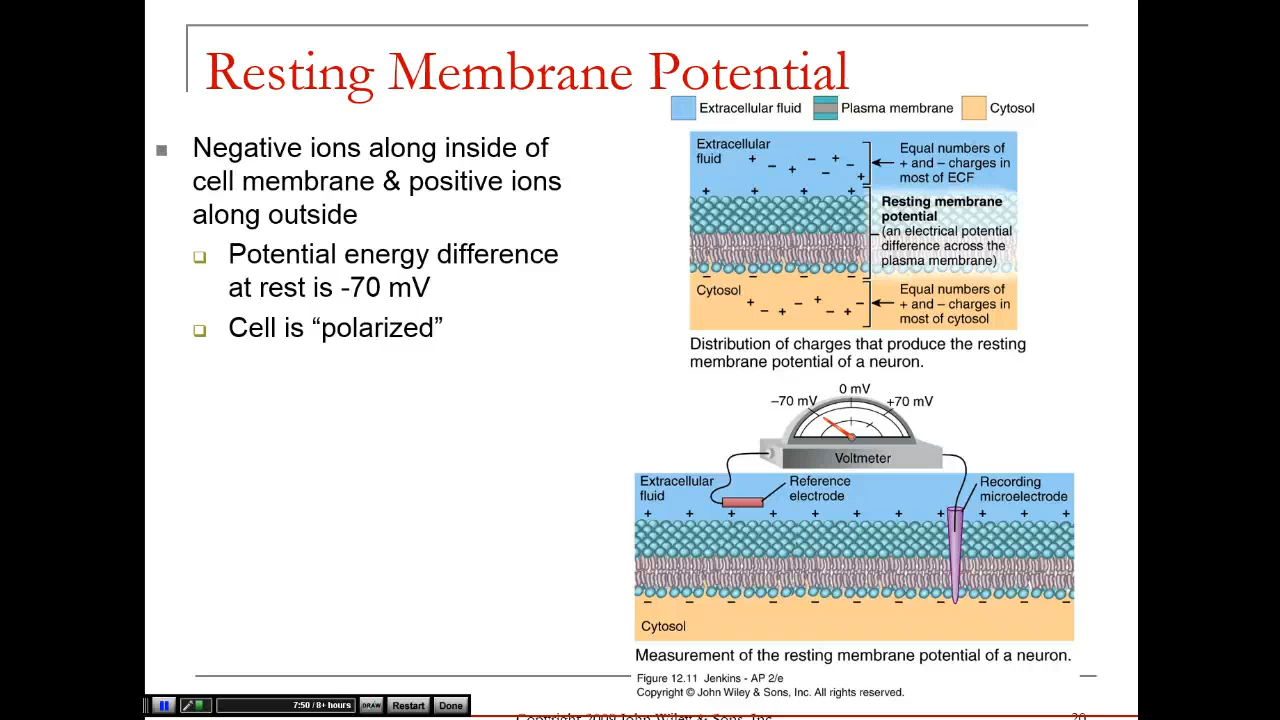 Resting Membrane Potential
Negative ions along inside of
cell membrane & positive ions
along outside
Potential energy difference
at rest is -70 mV
Cell is “polarized”
Extracellular fluid
Plasma membrane
Cytosol
Extracellular
fluid
Equal numbers of
+ and – charges in
most of ECF
Resting membrane
potential
(an electrical potential
difference across the
plasma membrane)
Cytosol
Equal numbers of
+ and – charges in
most of cytosol
Distribution of charges that produce the resting
membrane potential of a neuron.
–70 mV
0 mV
+70 mV
Voltmeter
Extracellular
fluid
Reference
electrode
Recording
microelectrode
Cytosol
Measurement of the resting membrane potential of a neuron.
Figure 12.11 Jenkins - AP 2/e
Copyright © John Wiley & Sons, Inc. All rights reserved.
7:50 / 8+ hours
DRAW
Restart
Done
Copyright 2009 John Wiley & Sons, Inc
20